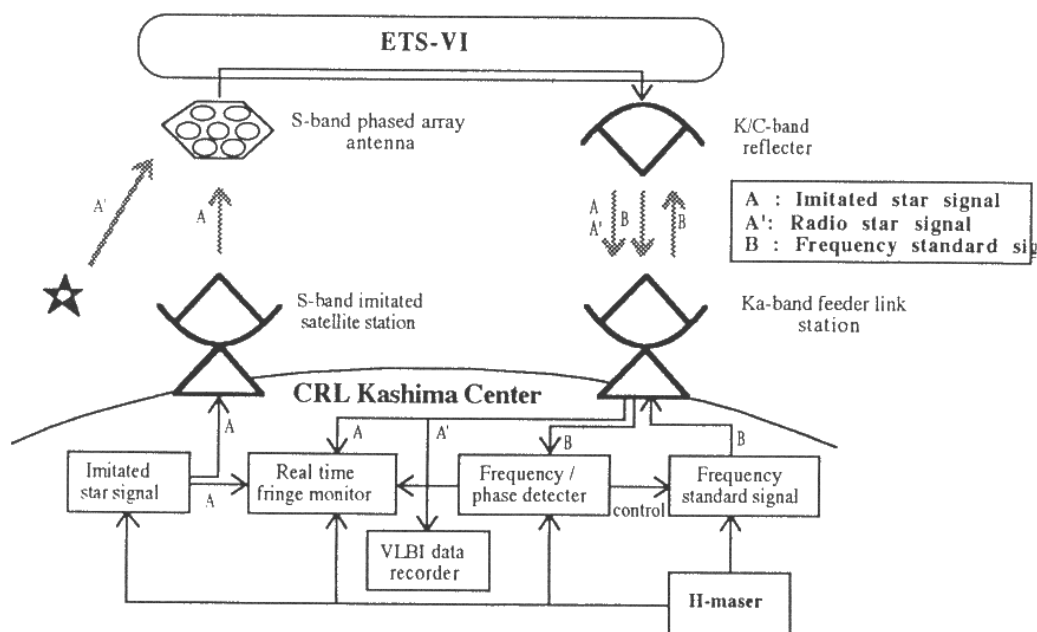 ETS-VI
S-band phased array
antenna
K/C-band
reflecter
A'
A
A
A'
B
B
A : Imitated star signal
A': Radio star signal
B : Frequency standard sig
S-band imitated
satellite station
Ka-band feeder link
station
CRL Kashima Center
A
A
A'
B
B
Imitated
star signal
A
Real time
fringe monitor
Frequency /
phase detecter
control
Frequency
standard signal
VLBI data
recorder
H-maser